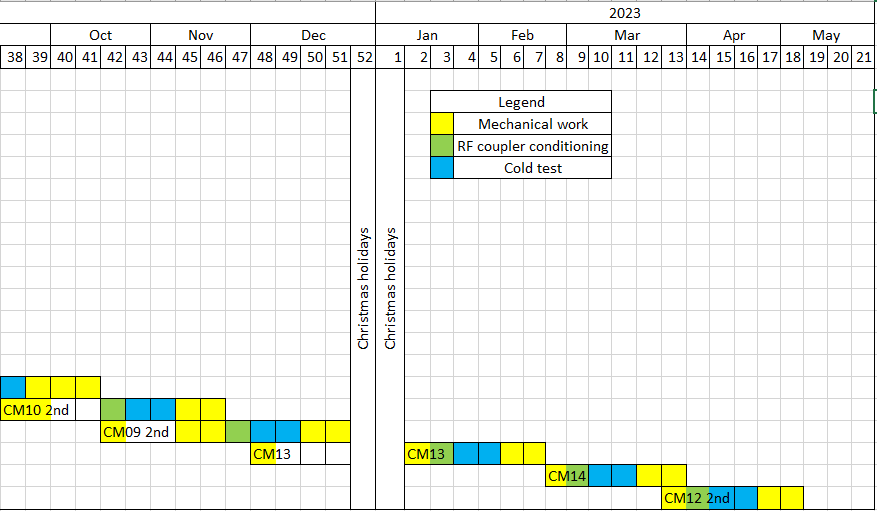 2023
Oct Nov Dec Jan Feb Mar Apr May
38 39 40 41 42 43 44 45 46 47 48 49 50 51 52 1 2 3 4 5 6 7 8 9 10 11 12 13 14 15 16 17 18 19 20 21
Legend
Mechanical work
RF coupler conditioning
Cold test
Christmas holidays
Christmas holidays
CM10 2nd
CM09 2nd
CM13
CM13
CM14
CM12 2nd